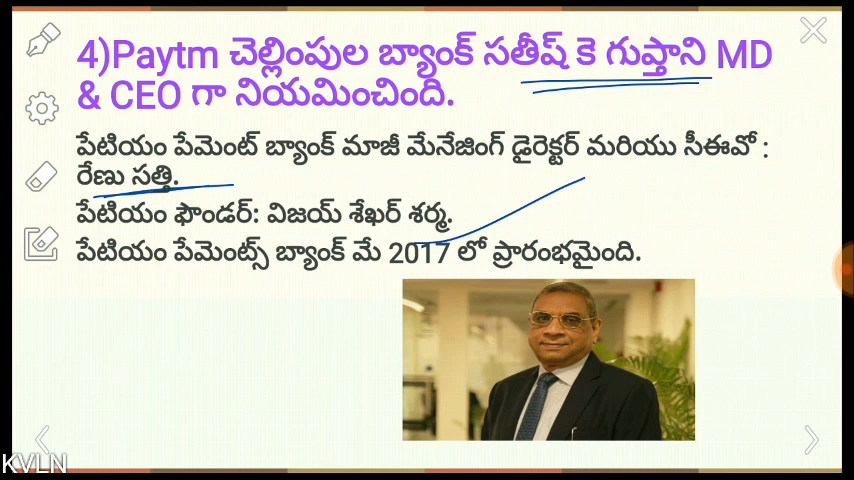 4)Paytm చెల్లింపుల బ్యాంక్ సతీష్ కె గుప్తాని MD
& CEO గా నియమించింది.
పేటియం పేమెంట్ బ్యాంక్ మాజీ మేనేజింగ్ డైరెక్టర్ మరియు సీఈవో :
రేణు సత్తి.
పేటియం ఫౌండర్: విజయ్ శేఖర్ శర్మ.
పేటియం పేమెంట్స్ బ్యాంక్ మే 2017 లో ప్రారంభమైంది.
KVLN